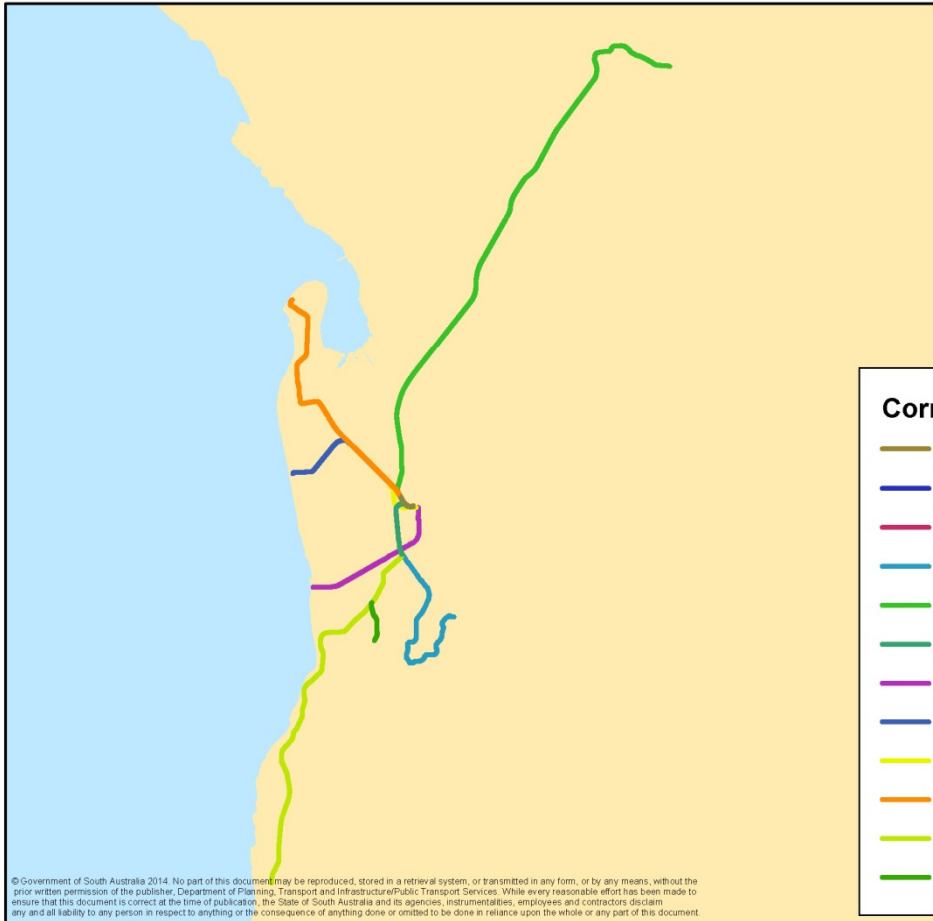 Corr
© Government of South Australia 2014. No part of this document may be reproduced, stored in a retrieval system, or transmitted in any form, or by any means, without the
prior written permission of the publisher, Department of Planning, Transport and Infrastructure/Public Transport Services. While every reasonable effort has been made to
ensure that this document is correct at the time of publication, the State of South Australia and its agencies, instrumentalities, employees and contractors disclaim
any and all liability to any person in respect to anything or the consequence of anything done or omitted to be done in reliance upon the whole or any part of this document.